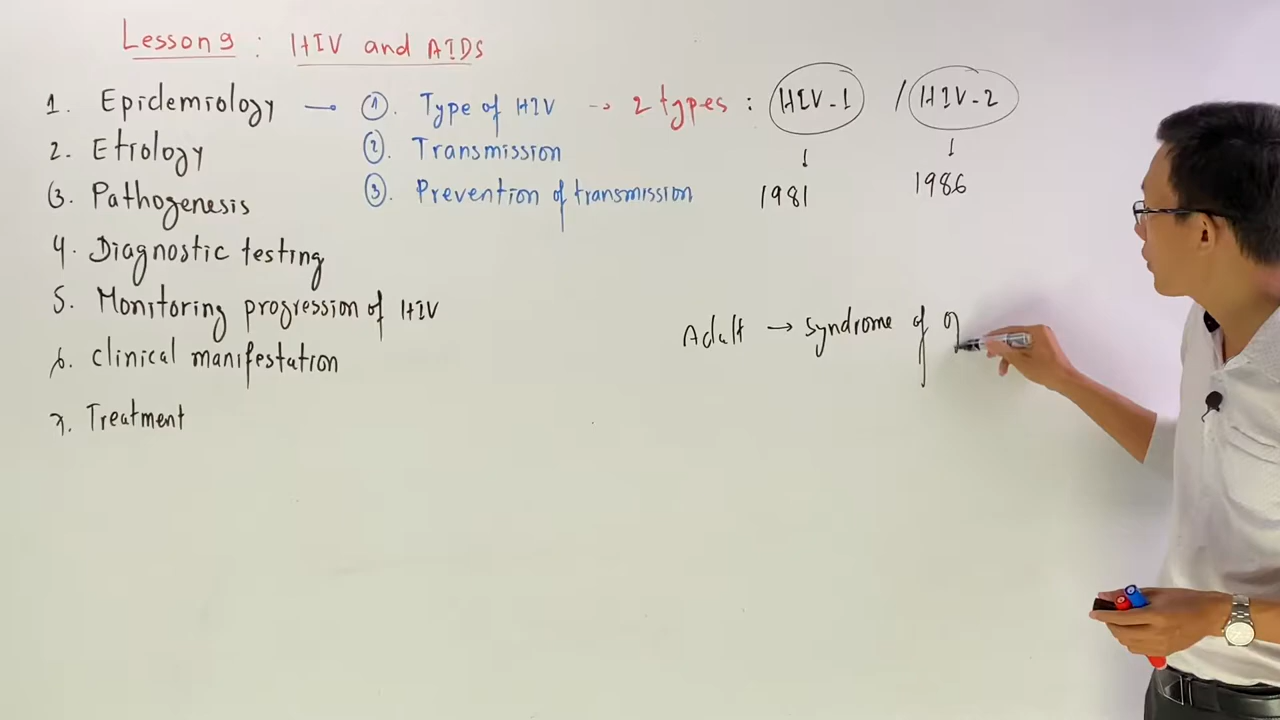 Lesson 9 : HIV and AIDS
1. Epidemiology → ①. Type of HIV → 2 types : HIV-1 / HIV-2
2. Etiology ②. Transmission ↓ 1981 ↓ 1986
3. Pathogenesis ③. Prevention of transmission
4. Diagnostic testing
5. Monitoring progression of HIV
6. Clinical manifestation
7. Treatment
Adult → syndrome of